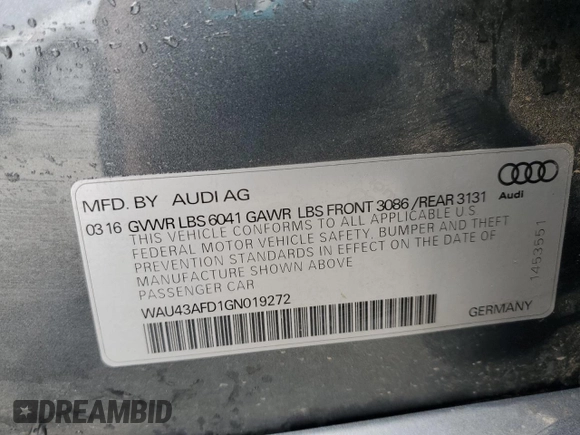 MFD. BY AUDI AG
03 16 GVWR LBS 6041 GAWR LBS FRONT 3086 /REAR 3131
THIS VEHICLE CONFORMS TO ALL APPLICABLE U.S
FEDERAL MOTOR VEHICLE SAFETY, BUMPER AND THEFT
PREVENTION STANDARDS IN EFFECT ON THE DATE OF
MANUFACTURE SHOWN ABOVE
PASSENGER CAR
WAU43AFD1GN019272
Audi
1453551
GERMANY
DREAMBID